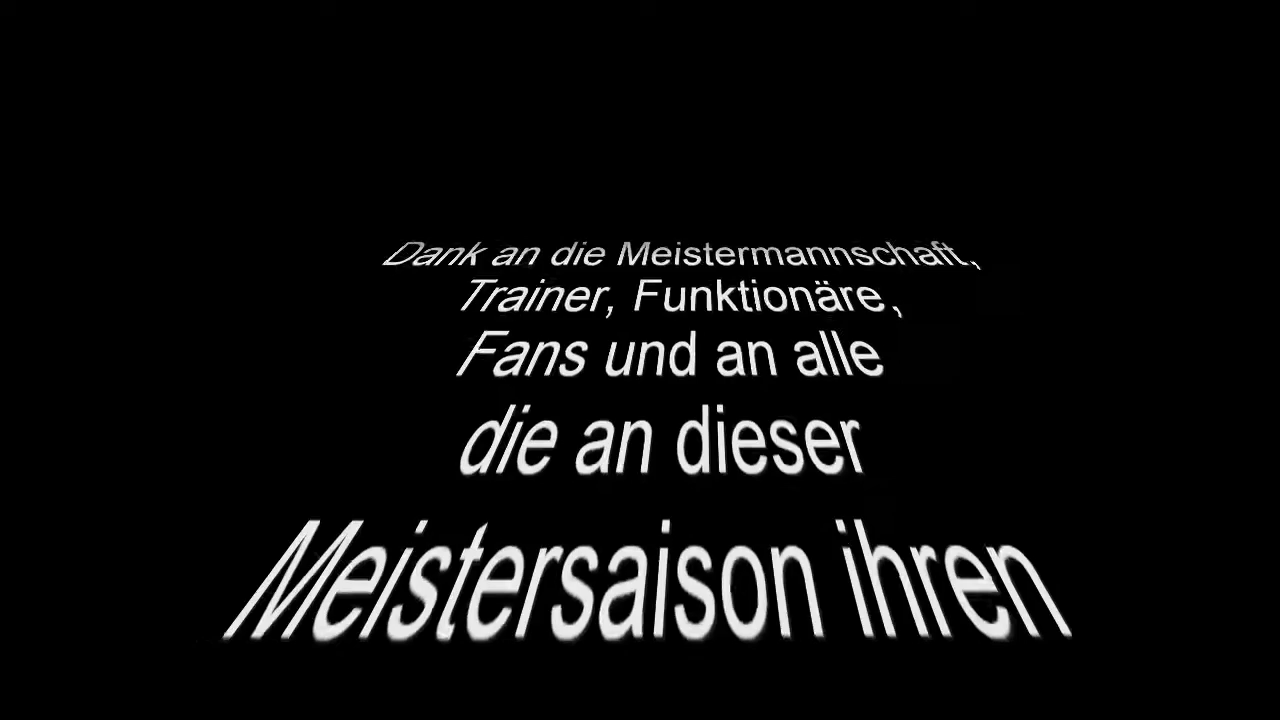 Dank an die Meistermannschaft,
Trainer, Funktionäre,
Fans und an alle
die an dieser
Meistersaison ihren